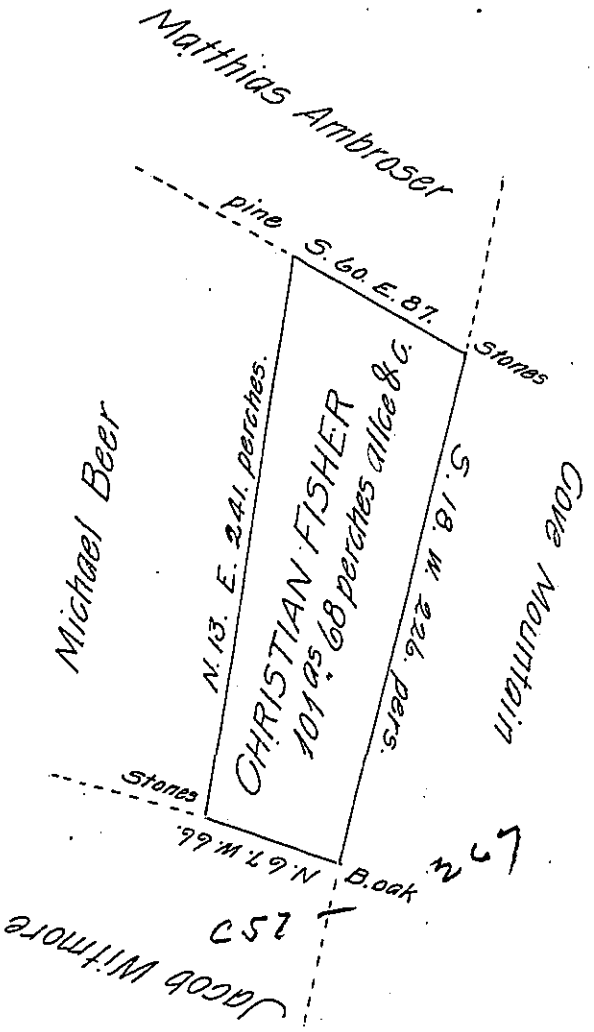 Matthias Ambroser
pine
S. 60. E. 87.
Stones
Michael Beer
N. 13. E. 241. perches.
CHRISTIAN FISHER
101 as 68 perches allce &c.
S. 18. W. 226. pers.
Cove Mountain
Stones
N. 67. W. 66.
B.oak
Jacob Witmore